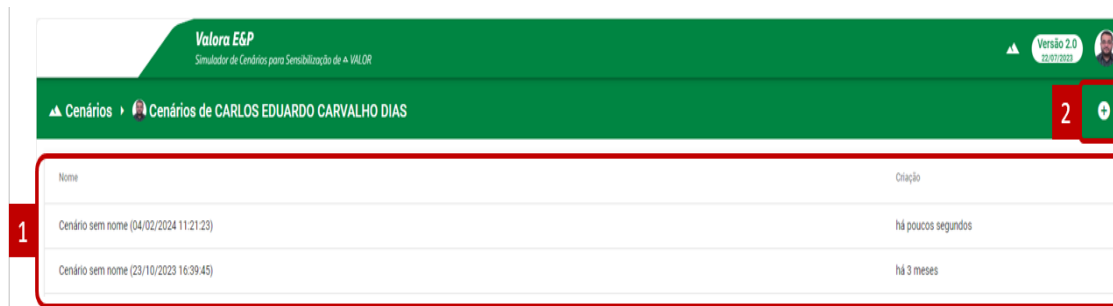 Valora E&P
Simulador de Cenários para Sensibilização de ▵ VALOR
Versão 2.0
22/07/2023
Cenários Cenários de CARLOS EDUARDO CARVALHO DIAS
2
1
Nome Criação
Cenário sem nome (04/02/2024 11:21:23) há poucos segundos
Cenário sem nome (23/10/2023 16:39:45) há 3 meses